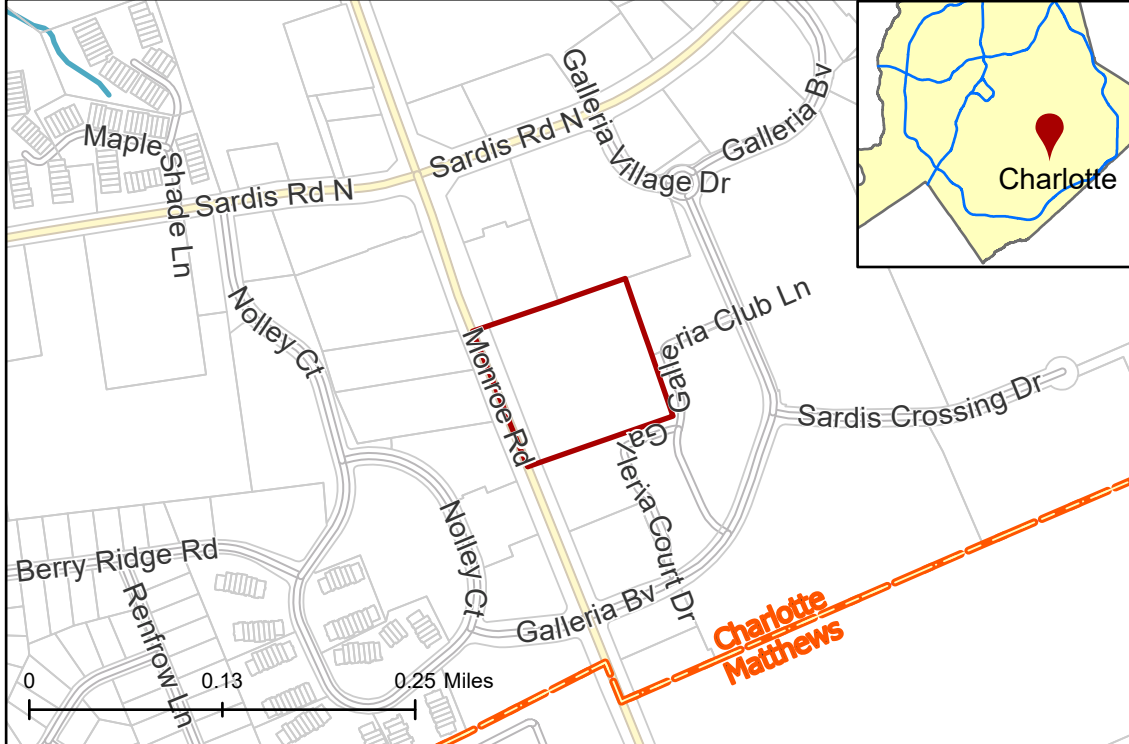 Galleria Village Dr
Galleria Bv
Maple Shade Ln
Sardis Rd N
Sardis Rd N
Charlotte
Nolley Ct
Monroe Rd
Galleria Club Ln
Sardis Crossing Dr
Galleria Court Dr
Nolley Ct
Berry Ridge Rd
Renfrow Ln
Galleria Bv
Charlotte
Matthews
0 0.13 0.25 Miles